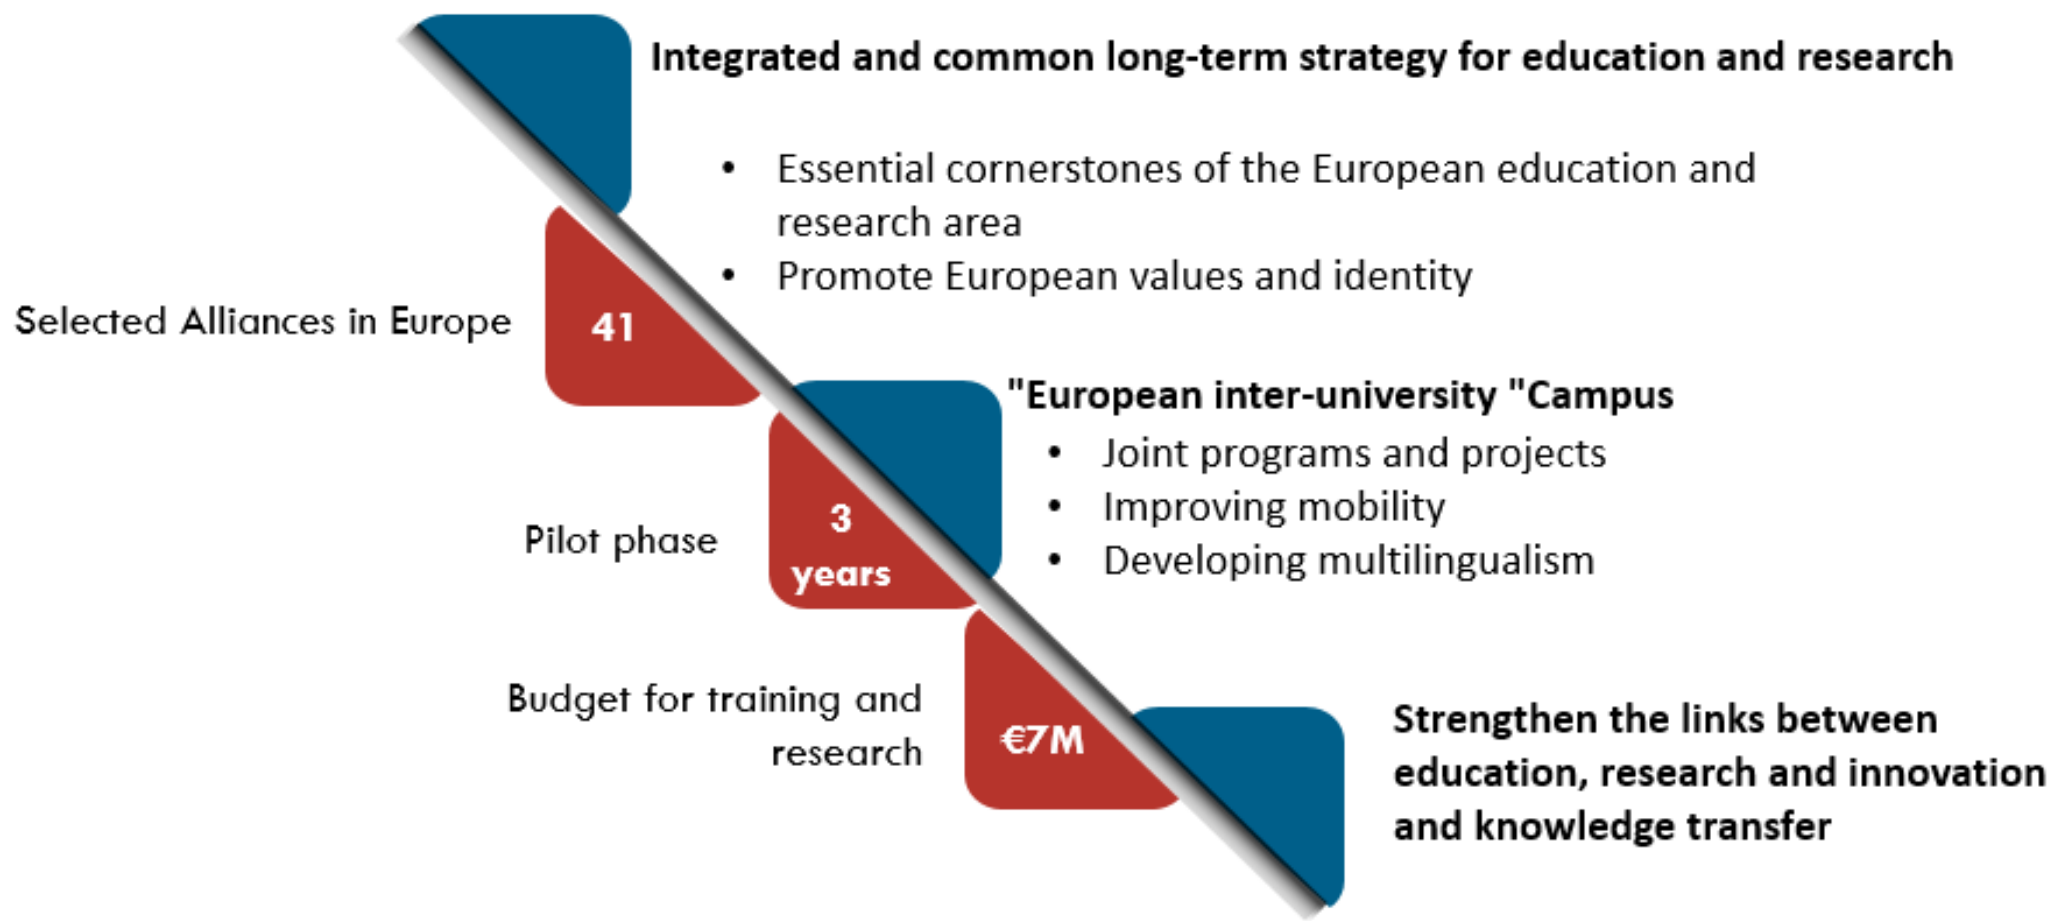 Integrated and common long-term strategy for education and research
• Essential cornerstones of the European education and
research area
• Promote European values and identity
Selected Alliances in Europe
41
"European inter-university "Campus
• Joint programs and projects
• Improving mobility
• Developing multilingualism
Pilot phase
3
years
Budget for training and
research
€7M
Strengthen the links between
education, research and innovation
and knowledge transfer